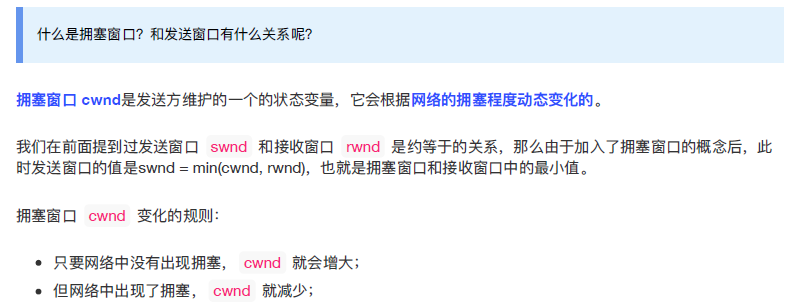 什么是拥塞窗口？和发送窗口有什么关系呢？
拥塞窗口 cwnd是发送方维护的一个的状态变量，它会根据网络的拥塞程度动态变化的。
我们在前面提到过发送窗口 swnd 和接收窗口 rwnd 是约等于的关系，那么由于加入了拥塞窗口的概念后，此
时发送窗口的值是swnd = min(cwnd, rwnd)，也就是拥塞窗口和接收窗口中的最小值。
拥塞窗口 cwnd 变化的规则：
• 只要网络中没有出现拥塞，cwnd 就会增大；
• 但网络中出现了拥塞，cwnd 就减少；